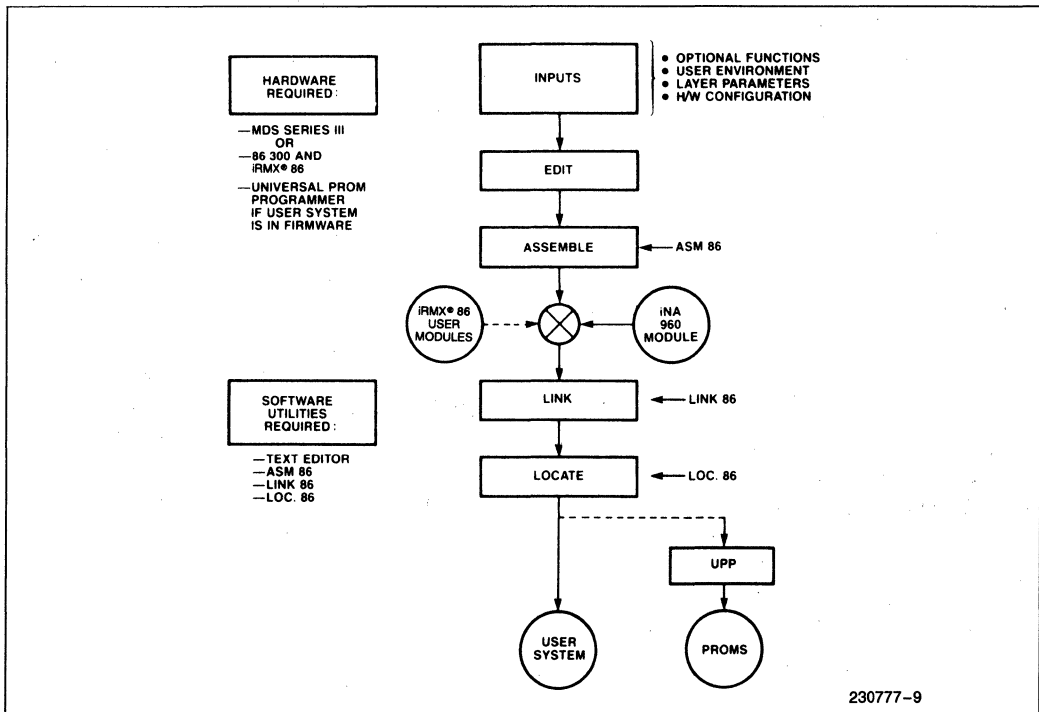 HARDWARE
REQUIRED:
—MDS SERIES III
OR
—86 300 AND
iRMX® 86
—UNIVERSAL PROM
PROGRAMMER
IF USER SYSTEM
IS IN FIRMWARE
INPUTS
• OPTIONAL FUNCTIONS
• USER ENVIRONMENT
• LAYER PARAMETERS
• H/W CONFIGURATION
EDIT
ASSEMBLE
ASM 86
iRMX® 86
USER
MODULES
iNA
960
MODULE
SOFTWARE
UTILITIES
REQUIRED:
—TEXT EDITOR
—ASM 86
—LINK 86
—LOC. 86
LINK
LINK 86
LOCATE
LOC. 86
UPP
USER
SYSTEM
PROMS
230777-9